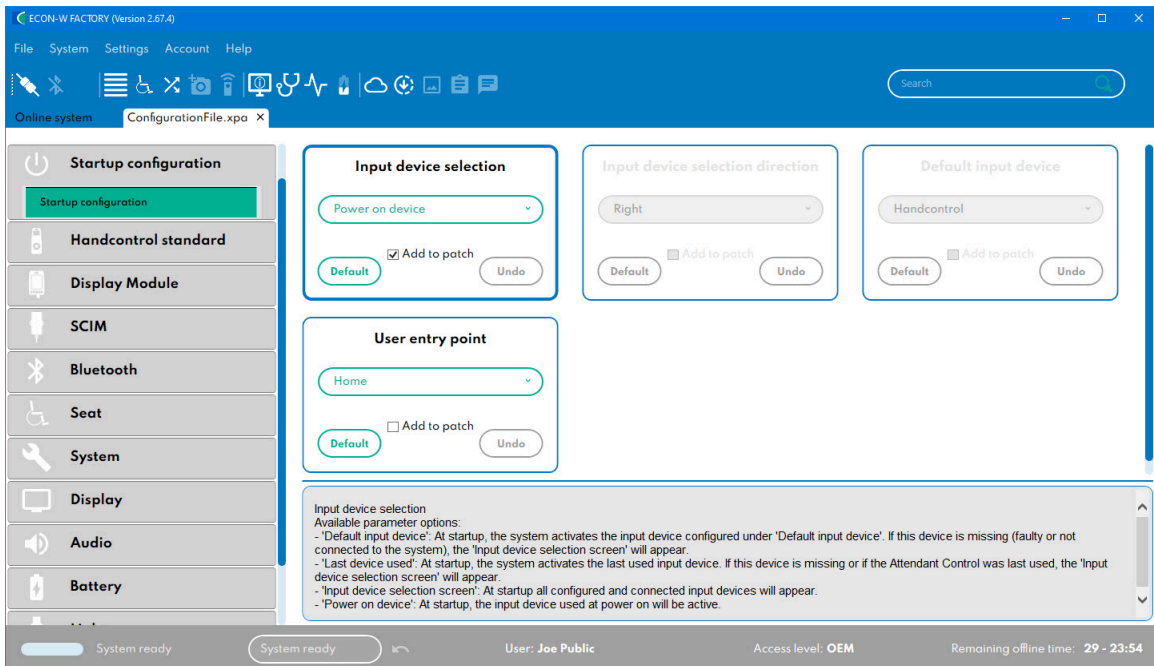 ECON-W FACTORY (Version 2.67.4)
File System Settings Account Help
Search
Online system ConfigurationFile.xpa ×
Startup configuration
Startup configuration
Handcontrol standard
Display Module
SCIM
Bluetooth
Seat
System
Display
Audio
Battery
Input device selection
Power on device
Add to patch
Default Undo
Input device selection direction
Right
Add to patch
Default Undo
Default input device
Handcontrol
Add to patch
Default Undo
User entry point
Home
Add to patch
Default Undo
Input device selection
Available parameter options:
- 'Default input device': At startup, the system activates the input device configured under 'Default input device'. If this device is missing (faulty or not
connected to the system), the 'Input device selection screen' will appear.
- 'Last device used': At startup, the system activates the last used input device. If this device is missing or if the Attendant Control was last used, the 'Input
device selection screen' will appear.
- 'Input device selection screen': At startup all configured and connected input devices will appear.
- 'Power on device': At startup, the input device used at power on will be active.
System ready System ready User: Joe Public Access level: OEM Remaining offline time: 29 - 23:54